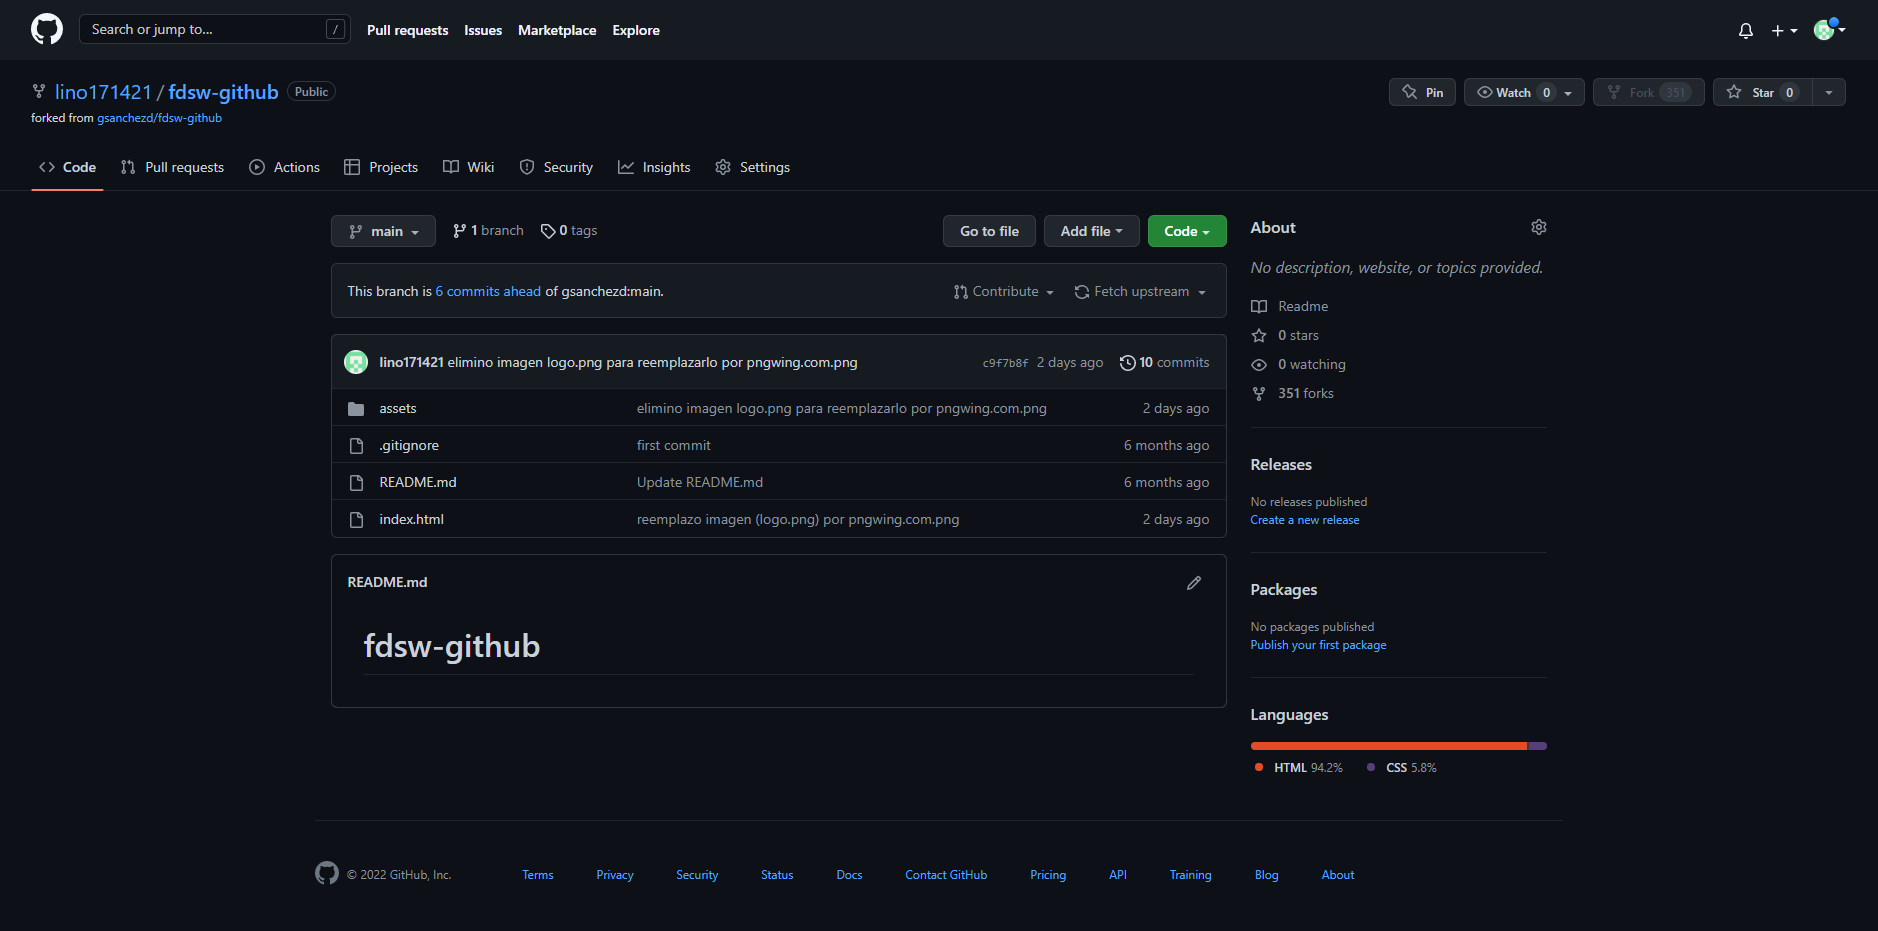 Search or jump to... / Pull requests Issues Marketplace Explore
lino171421 / fdsw-github Public Pin Watch 0 Fork 351 Star 0
forked from gsanchezd/fdsw-github
Code Pull requests Actions Projects Wiki Security Insights Settings
main 1 branch 0 tags Go to file Add file Code
This branch is 6 commits ahead of gsanchezd:main. Contribute Fetch upstream
lino171421 elimino imagen logo.png para reemplazarlo por pngwing.com.png c9f7b8f 2 days ago 10 commits
assets elimino imagen logo.png para reemplazarlo por pngwing.com.png 2 days ago
.gitignore first commit 6 months ago
README.md Update README.md 6 months ago
index.html reemplazo imagen (logo.png) por pngwing.com.png 2 days ago
README.md
fdsw-github
About
No description, website, or topics provided.
Readme
0 stars
0 watching
351 forks
Releases
No releases published
Create a new release
Packages
No packages published
Publish your first package
Languages
HTML 94.2% CSS 5.8%
© 2022 GitHub, Inc. Terms Privacy Security Status Docs Contact GitHub Pricing API Training Blog About